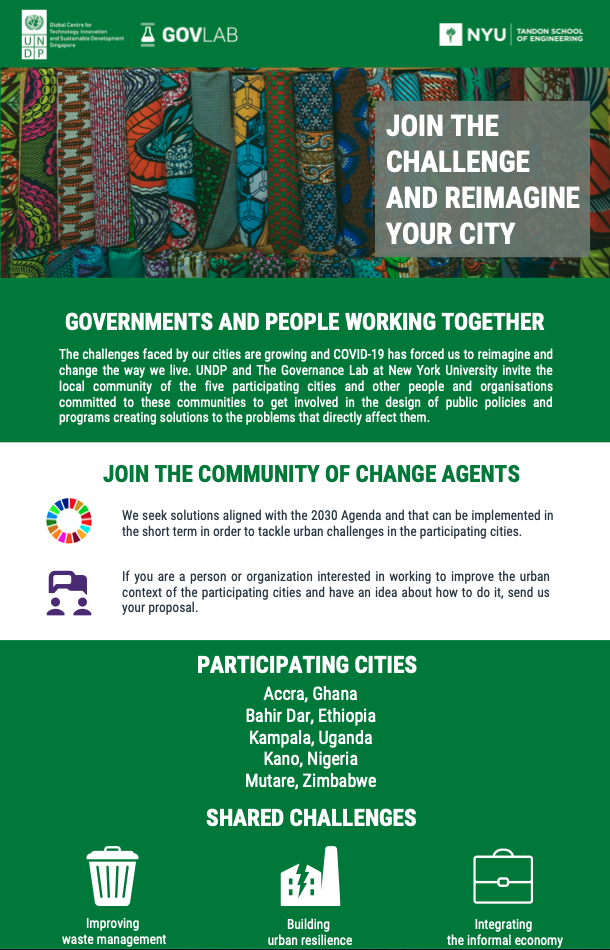 Global Centre for
Technology, Innovation
and Sustainable Development
Singapore
UN
DP
GOVLAB
NYU
TANDON SCHOOL
OF ENGINEERING
JOIN THE
CHALLENGE
AND REIMAGINE
YOUR CITY
GOVERNMENTS AND PEOPLE WORKING TOGETHER
The challenges faced by our cities are growing and COVID-19 has forced us to reimagine and
change the way we live. UNDP and The Governance Lab at New York University invite the
local community of the five participating cities and other people and organisations
committed to these communities to get involved in the design of public policies and
programs creating solutions to the problems that directly affect them.
JOIN THE COMMUNITY OF CHANGE AGENTS
We seek solutions aligned with the 2030 Agenda and that can be implemented in
the short term in order to tackle urban challenges in the participating cities.
If you are a person or organization interested in working to improve the urban
context of the participating cities and have an idea about how to do it, send us
your proposal.
PARTICIPATING CITIES
Accra, Ghana
Bahir Dar, Ethiopia
Kampala, Uganda
Kano, Nigeria
Mutare, Zimbabwe
SHARED CHALLENGES
Improving
waste management
Building
urban resilience
Integrating
the informal economy